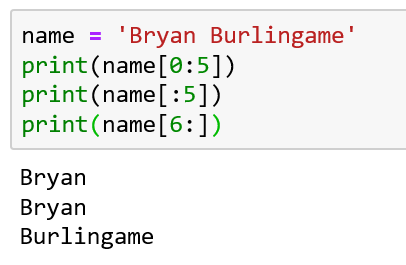 name = 'Bryan Burlingame'
print(name[0:5])
print(name[:5])
print(name[6:])
Bryan
Bryan
Burlingame